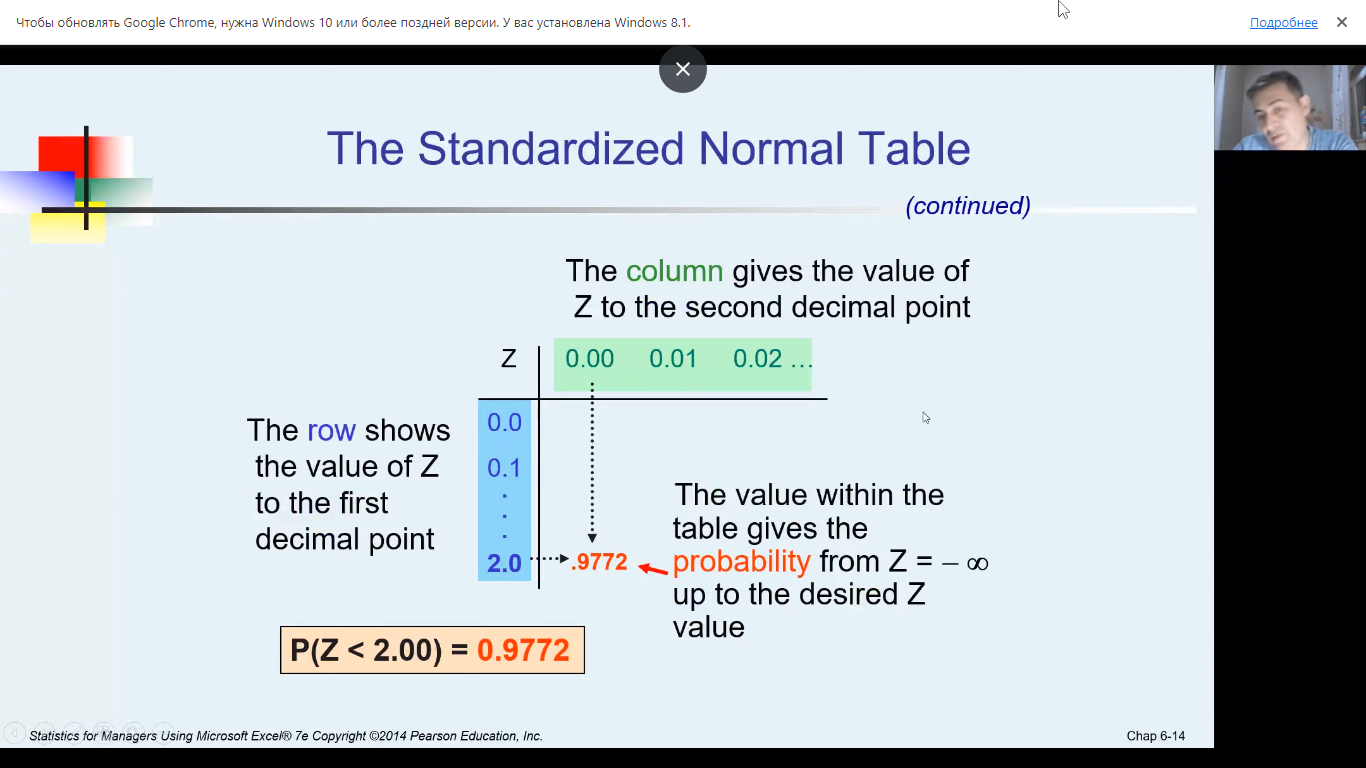 Чтобы обновлять Google Chrome, нужна Windows 10 или более поздней версии. У вас установлена Windows 8.1.
Подробнее
The Standardized Normal Table
(continued)
The column gives the value of
Z to the second decimal point
Z 0.00 0.01 0.02 …
The row shows
the value of Z
to the first
decimal point
0.0
0.1
.
.
.
2.0 .9772
The value within the
table gives the
probability from Z = – ∞
up to the desired Z
value
P(Z < 2.00) = 0.9772
Statistics for Managers Using Microsoft Excel® 7e Copyright ©2014 Pearson Education, Inc.
Chap 6-14